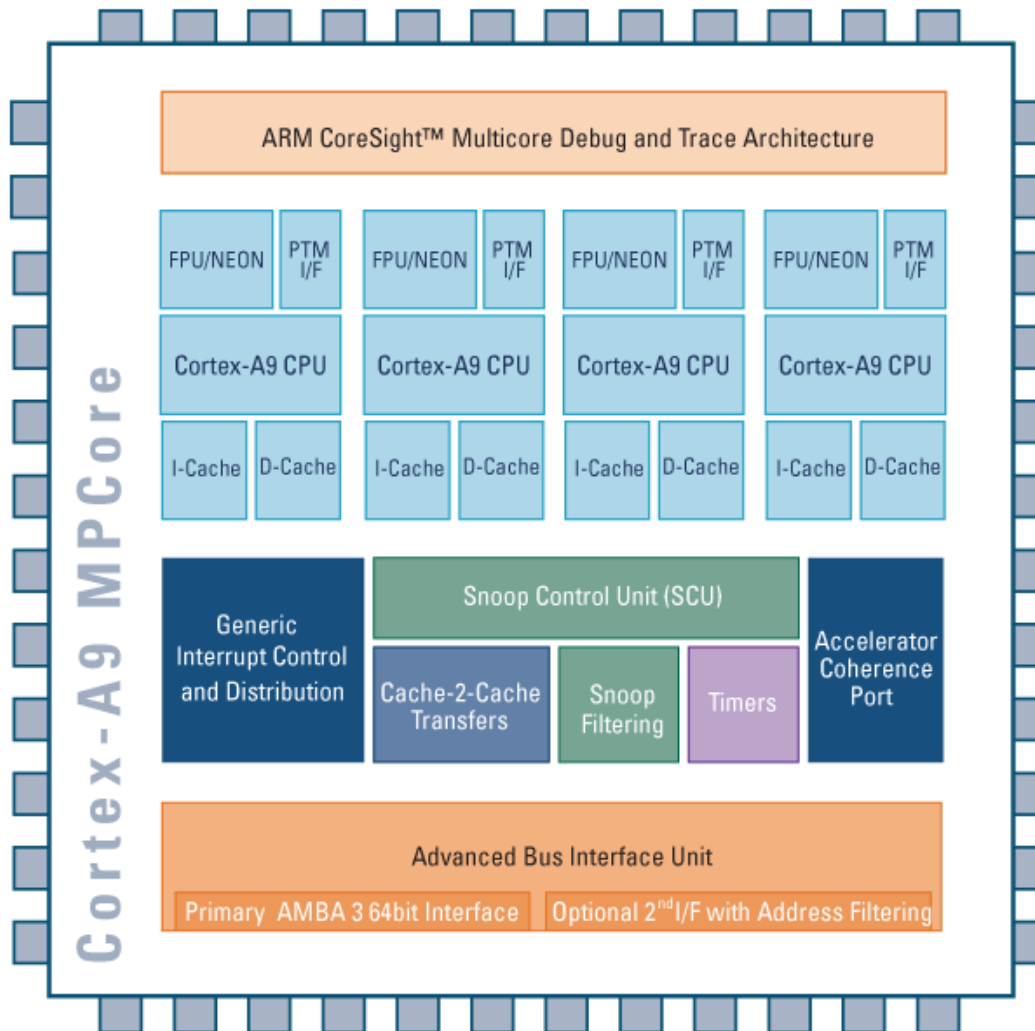 ARM CoreSight™ Multicore Debug and Trace Architecture
FPU/NEON
PTM
I/F
FPU/NEON
PTM
I/F
FPU/NEON
PTM
I/F
FPU/NEON
PTM
I/F
Cortex-A9 CPU
Cortex-A9 CPU
Cortex-A9 CPU
Cortex-A9 CPU
I-Cache
D-Cache
I-Cache
D-Cache
I-Cache
D-Cache
I-Cache
D-Cache
Cortex-A9 MPCore
Generic
Interrupt Control
and Distribution
Snoop Control Unit (SCU)
Cache-2-Cache
Transfers
Snoop
Filtering
Timers
Accelerator
Coherence
Port
Advanced Bus Interface Unit
Primary AMBA 3 64bit Interface
Optional 2nd I/F with Address Filtering